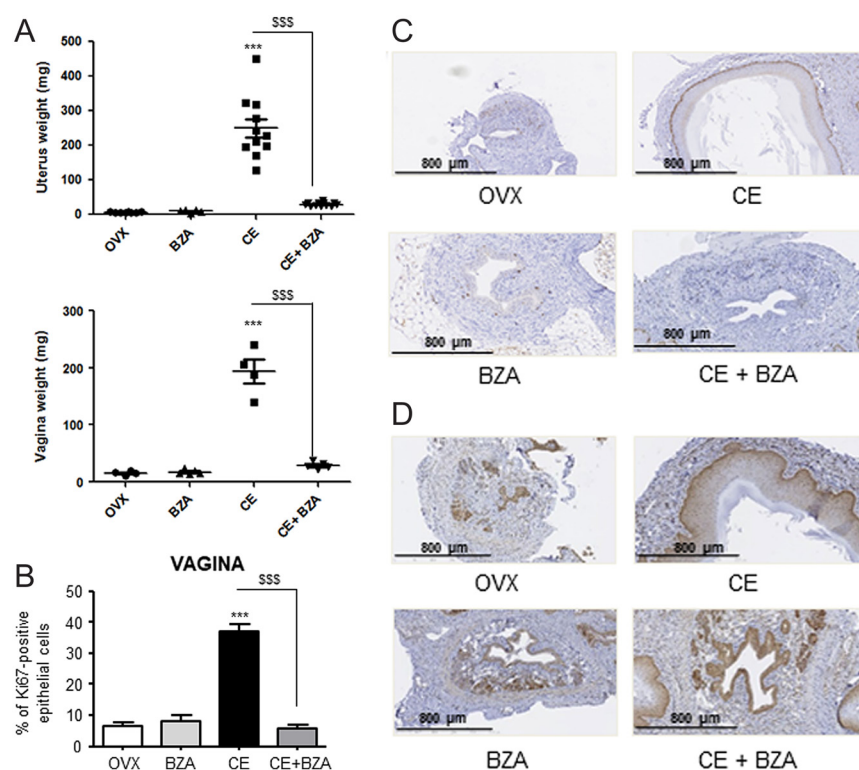 A
Uterus weight (mg)
500
400
300
200
100
0
***
$$$
OVX
BZA
CE
CE+ BZA
Vagina weight (mg)
300
200
100
0
***
$$$
OVX
BZA
CE
CE+ BZA
B
VAGINA
% of Ki67-positive
epithelial cells
50
40
30
20
10
0
***
$$$
OVX
BZA
CE
CE+BZA
C
800 µm
OVX
800 µm
CE
800 µm
BZA
800 µm
CE + BZA
D
800 µm
OVX
800 µm
CE
800 µm
BZA
800 µm
CE + BZA